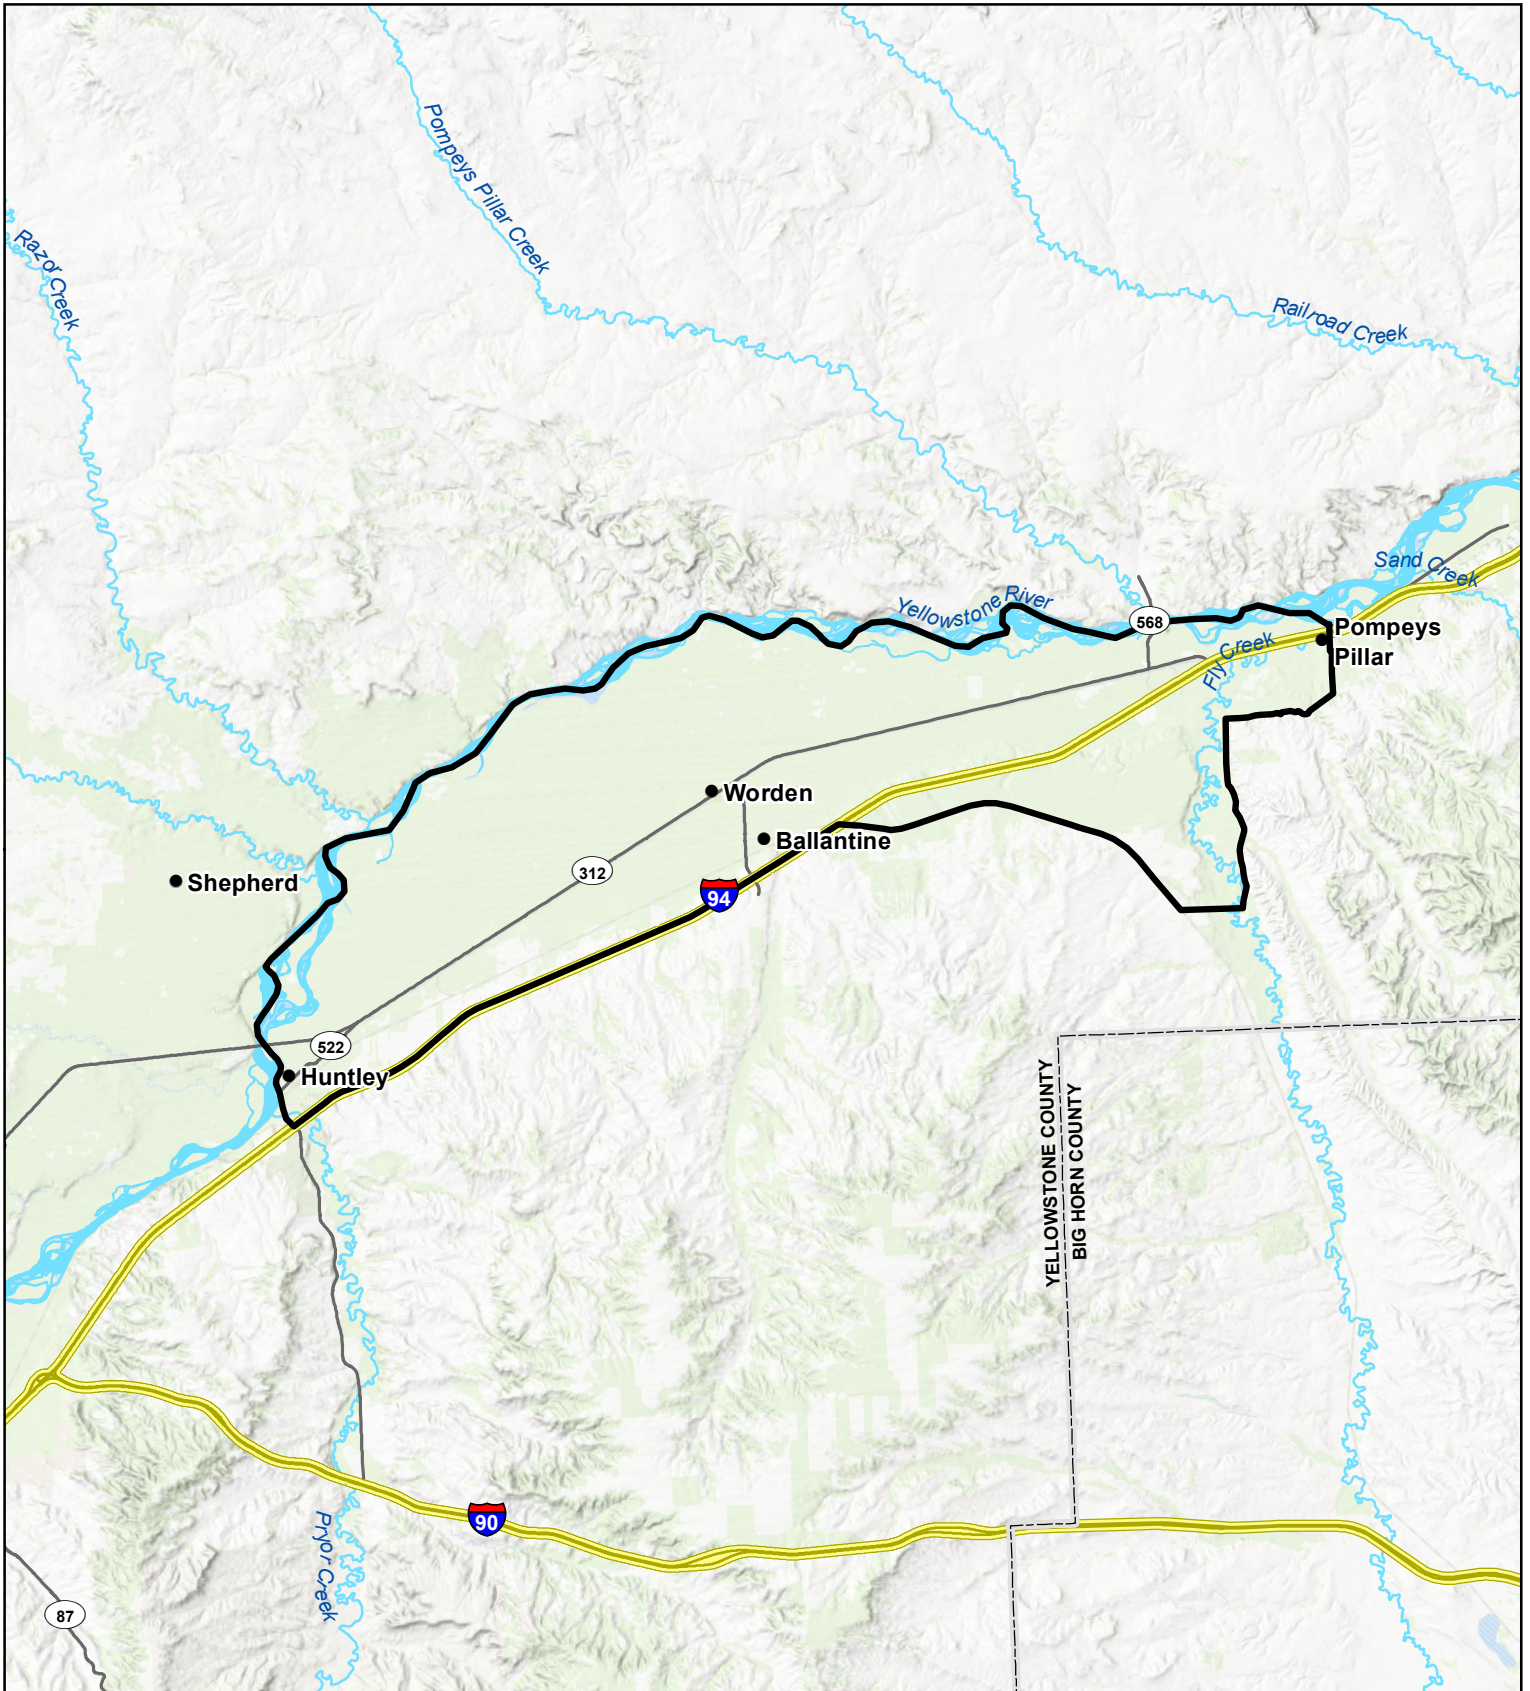 Pompeys Pillar Creek
Razor Creek
Railroad Creek
Sand Creek
Yellowstone River
568
Pompeys
Pillar
Fly Creek
Worden
Ballantine
312
Shepherd
94
522
Huntley
YELLOWSTONE COUNTY
BIG HORN COUNTY
90
Pryor Creek
87